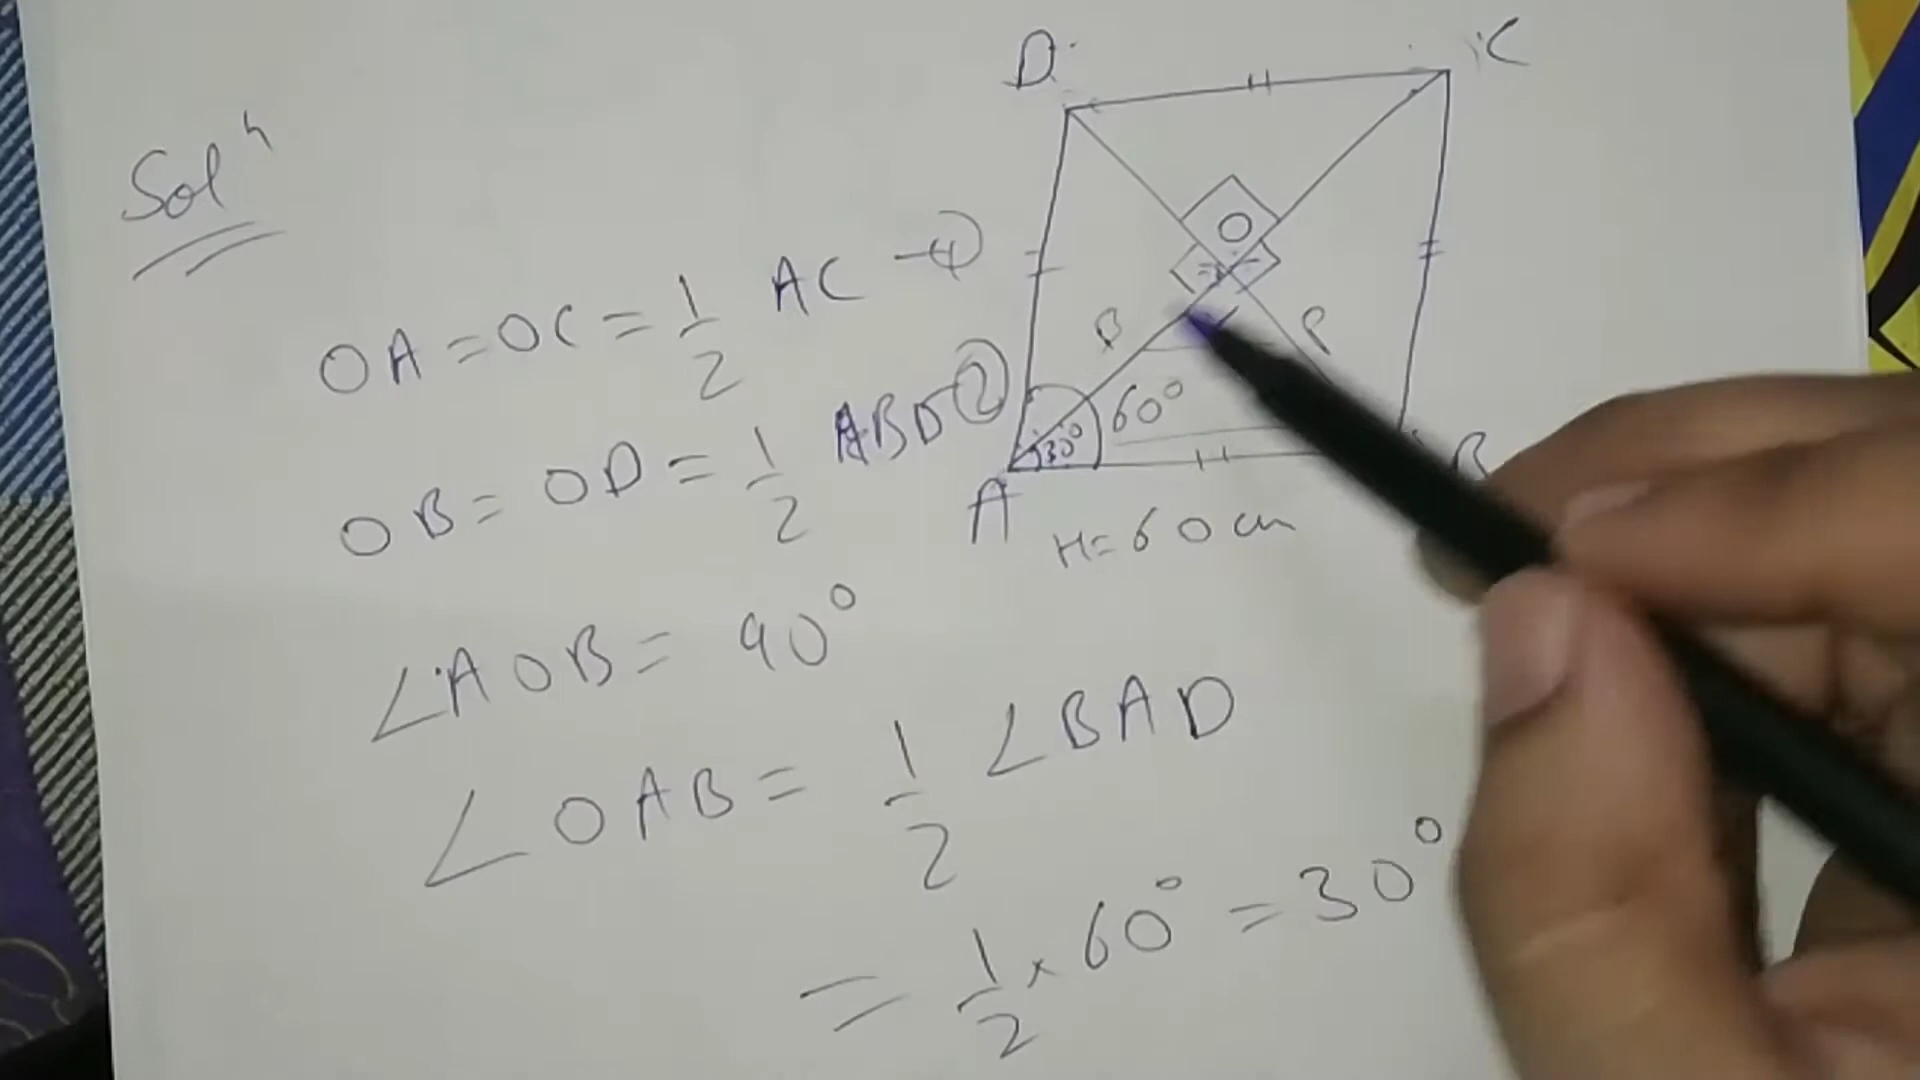 Solⁿ
OA = OC = 1/2 AC —①
OB = OD = 1/2 BD —②
∠AOB = 90°
∠OAB = 1/2 ∠BAD
= 1/2 × 60° = 30°
D
C
O
B
P
60°
30°
A
B
H = 60 cm